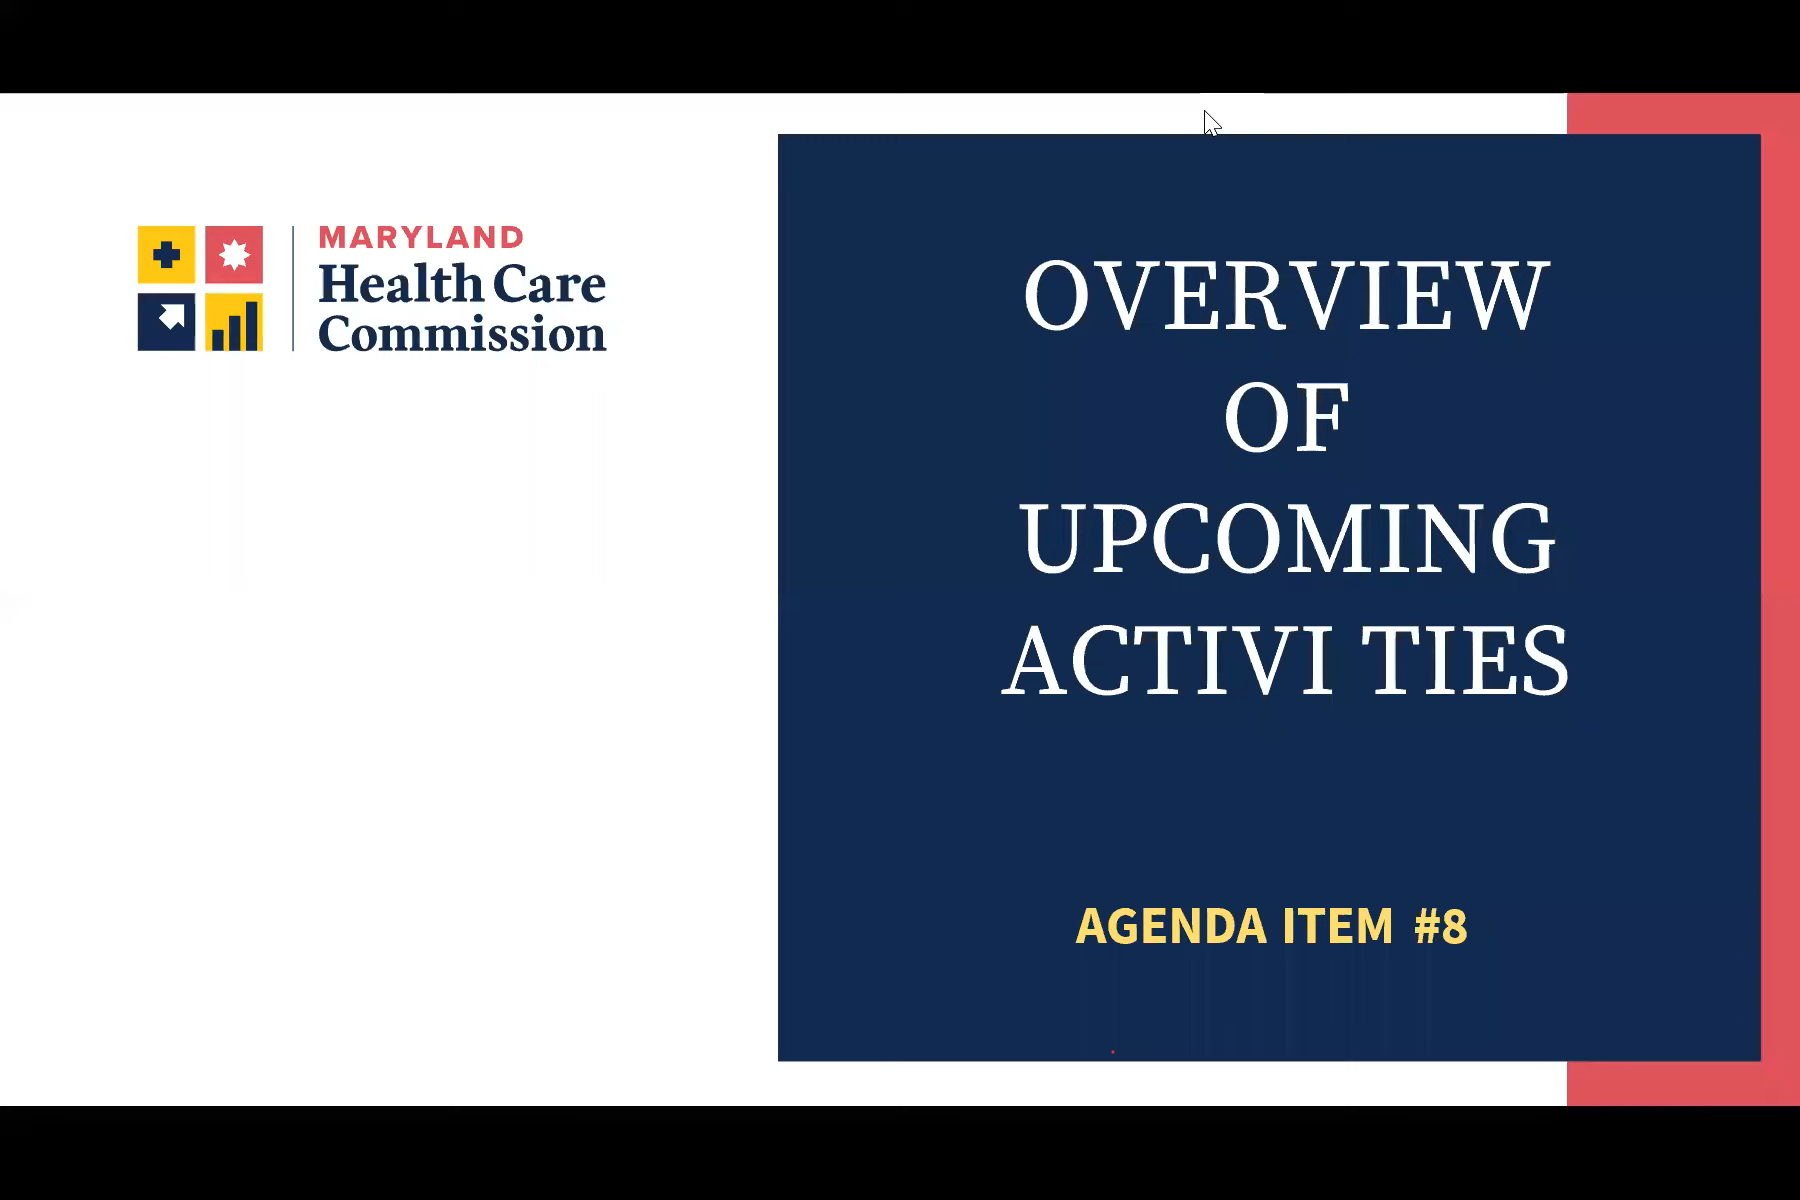 MARYLAND
Health Care
Commission
OVERVIEW
OF
UPCOMING
ACTIVI TIES
AGENDA ITEM #8